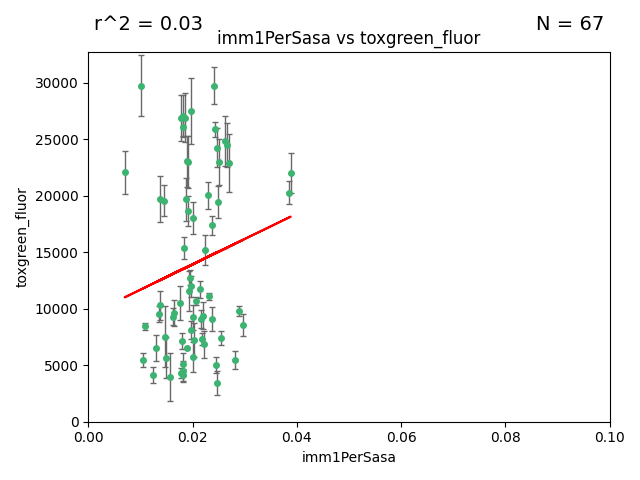 r^2 = 0.03
N = 67
imm1PerSasa vs toxgreen_fluor
30000
25000
20000
15000
10000
5000
0
toxgreen_fluor
0.00 0.02 0.04 0.06 0.08 0.10
imm1PerSasa